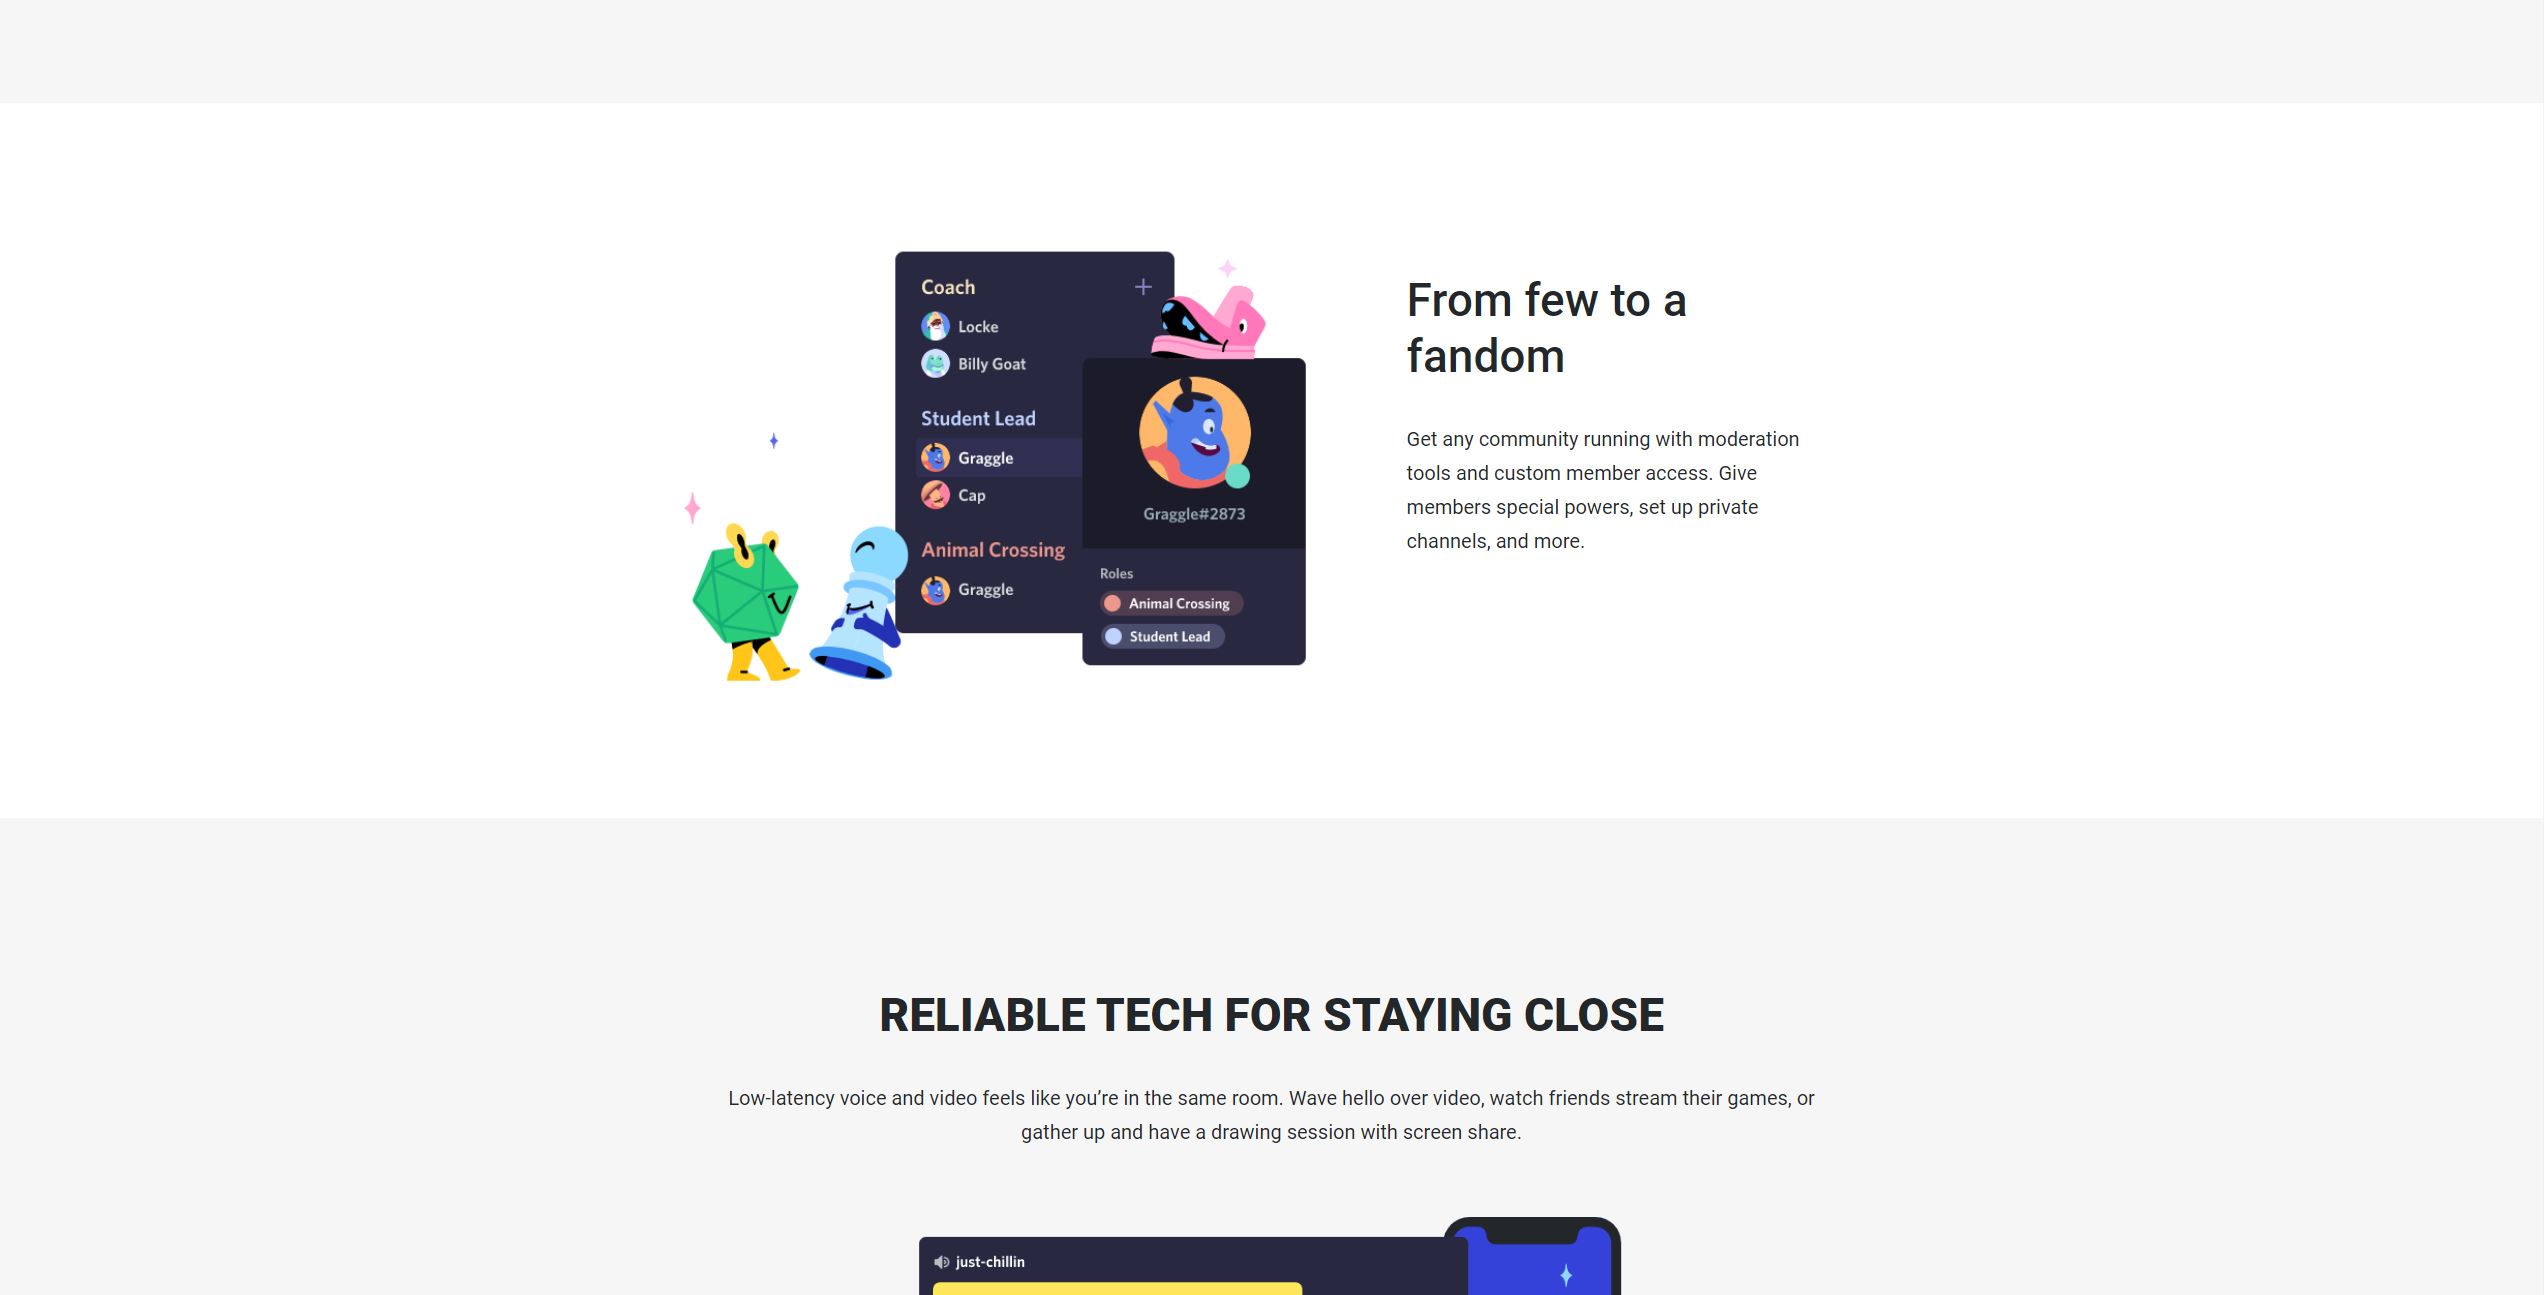 Coach
Locke
Billy Goat
Student Lead
Graggle
Cap
Animal Crossing
Graggle
Graggle#2873
Roles
Animal Crossing
Student Lead
From few to a
fandom
Get any community running with moderation
tools and custom member access. Give
members special powers, set up private
channels, and more.
RELIABLE TECH FOR STAYING CLOSE
Low-latency voice and video feels like you’re in the same room. Wave hello over video, watch friends stream their games, or
gather up and have a drawing session with screen share.
just-chillin